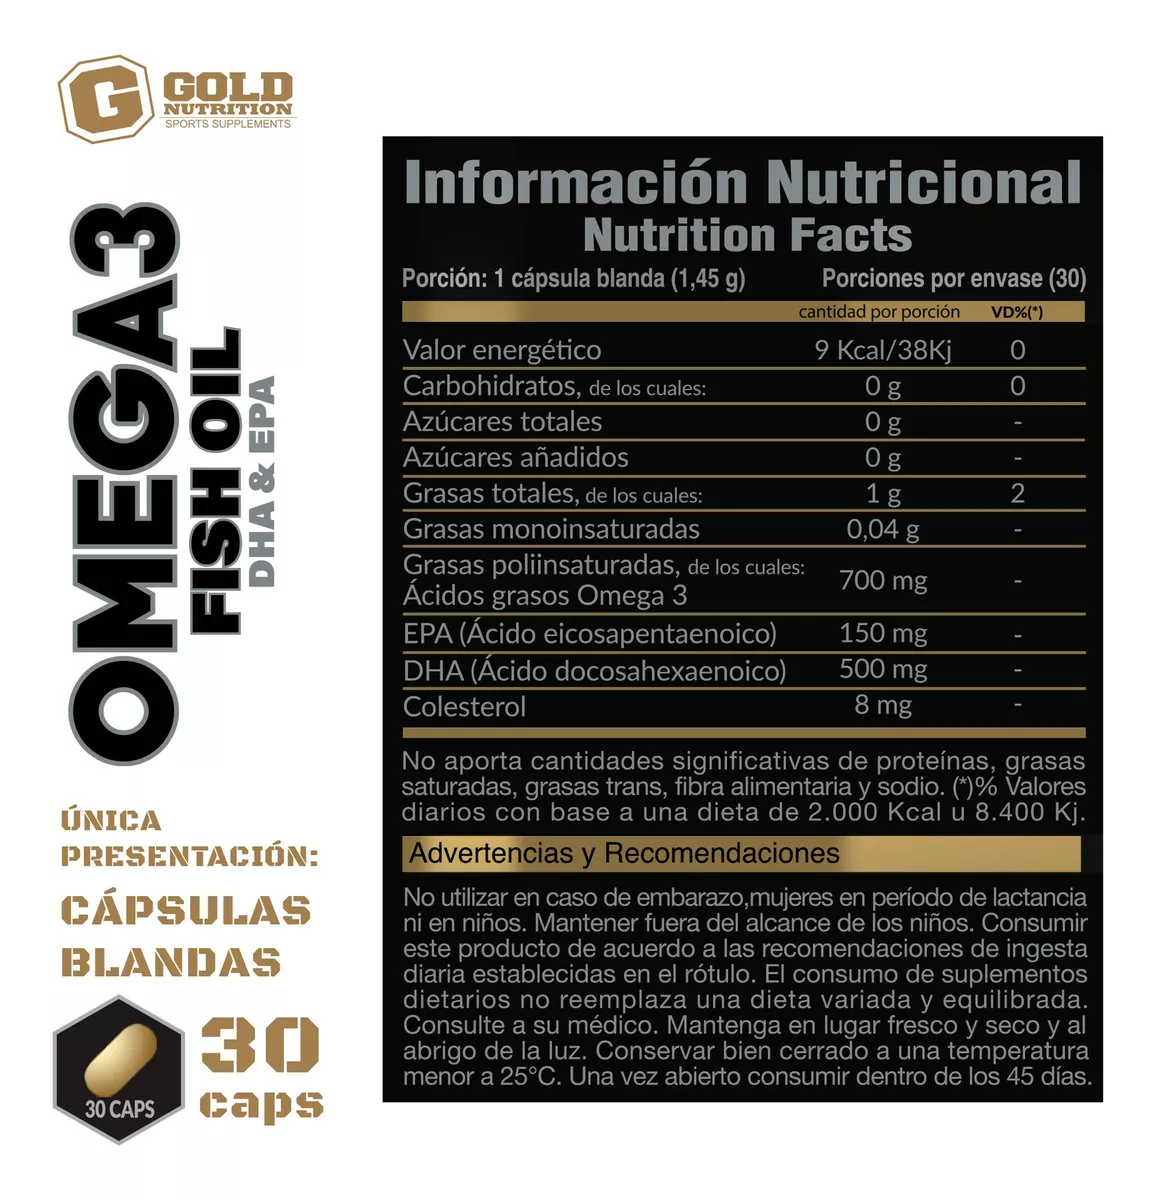 G
GOLD
NUTRITION
SPORTS SUPPLEMENTS
OMEGA3
FISH OIL
DHA & EPA
ÚNICA
PRESENTACIÓN:
CÁPSULAS
BLANDAS
30 CAPS
30
caps
Información Nutricional
Nutrition Facts
Porción: 1 cápsula blanda (1,45 g) Porciones por envase (30)
cantidad por porción VD%(*)
Valor energético 9 Kcal/38Kj 0
Carbohidratos, de los cuales: 0 g 0
Azúcares totales 0 g -
Azúcares añadidos 0 g -
Grasas totales, de los cuales: 1 g 2
Grasas monoinsaturadas 0,04 g -
Grasas poliinsaturadas, de los cuales:
Ácidos grasos Omega 3 700 mg -
EPA (Ácido eicosapentaenoico) 150 mg -
DHA (Ácido docosahexaenoico) 500 mg -
Colesterol 8 mg -
No aporta cantidades significativas de proteínas, grasas
saturadas, grasas trans, fibra alimentaria y sodio. (*)% Valores
diarios con base a una dieta de 2.000 Kcal u 8.400 Kj.
Advertencias y Recomendaciones
No utilizar en caso de embarazo,mujeres en período de lactancia
ni en niños. Mantener fuera del alcance de los niños. Consumir
este producto de acuerdo a las recomendaciones de ingesta
diaria establecidas en el rótulo. El consumo de suplementos
dietarios no reemplaza una dieta variada y equilibrada.
Consulte a su médico. Mantenga en lugar fresco y seco y al
abrigo de la luz. Conservar bien cerrado a una temperatura
menor a 25°C. Una vez abierto consumir dentro de los 45 días.